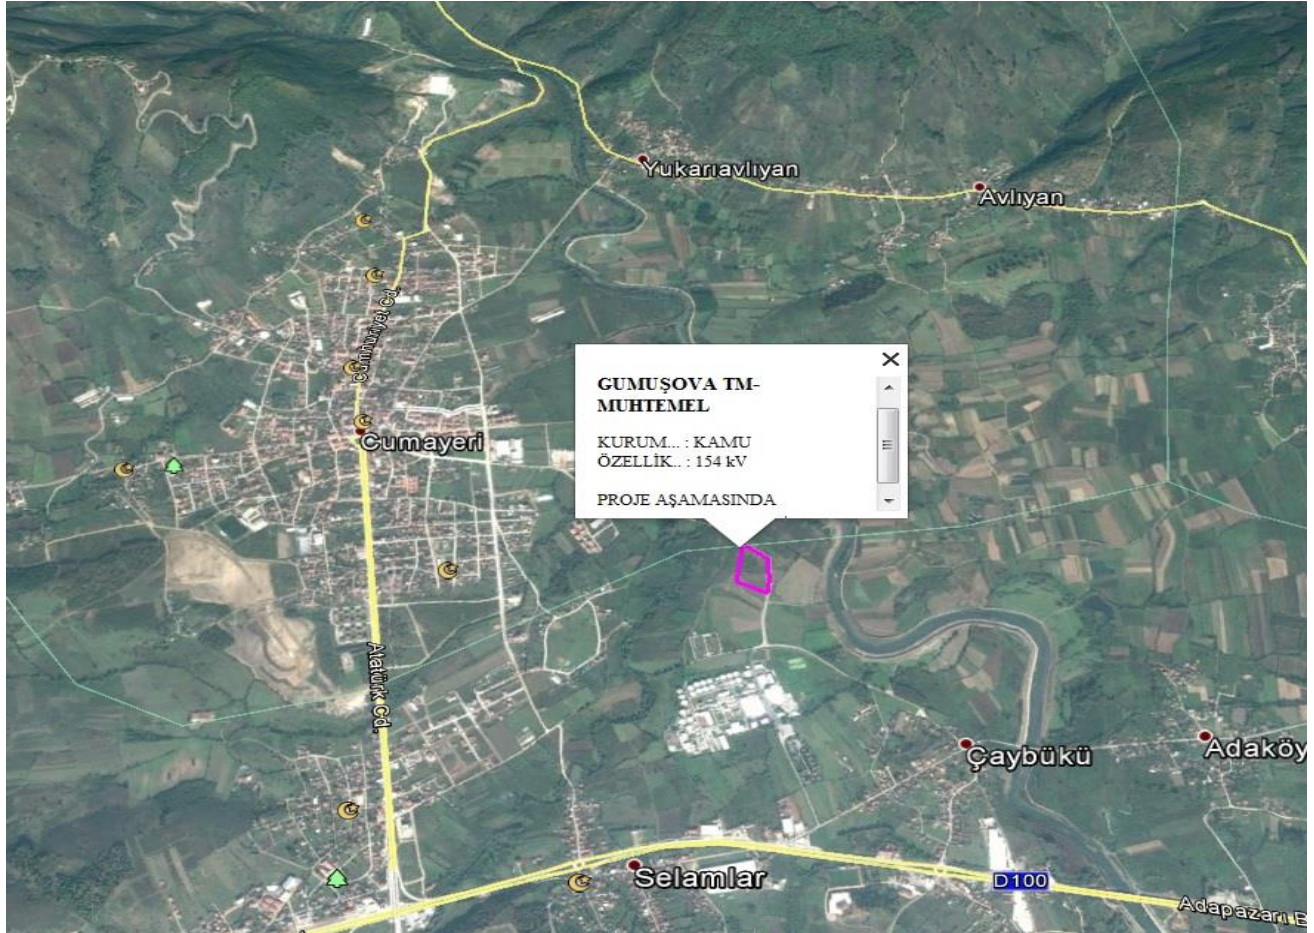 Yukarıavlıyan
Avlıyan
Cumhuriyet Cd.
GUMUŞOVA TM-
MUHTEMEL
KURUM... : KAMU
ÖZELLİK.. : 154 kV
PROJE AŞAMASINDA
Cumayeri
Atatürk Cd.
Çaybükü
Adaköy
Selamlar
D100
Adapazarı B